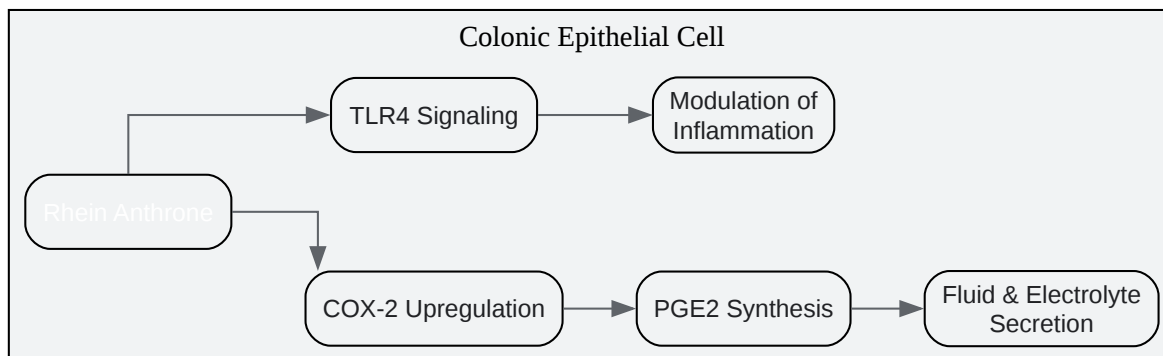 Colonic Epithelial Cell
TLR4 Signaling
Modulation of
Inflammation
Rhein Anthrone
COX-2 Upregulation
PGE2 Synthesis
Fluid & Electrolyte
Secretion